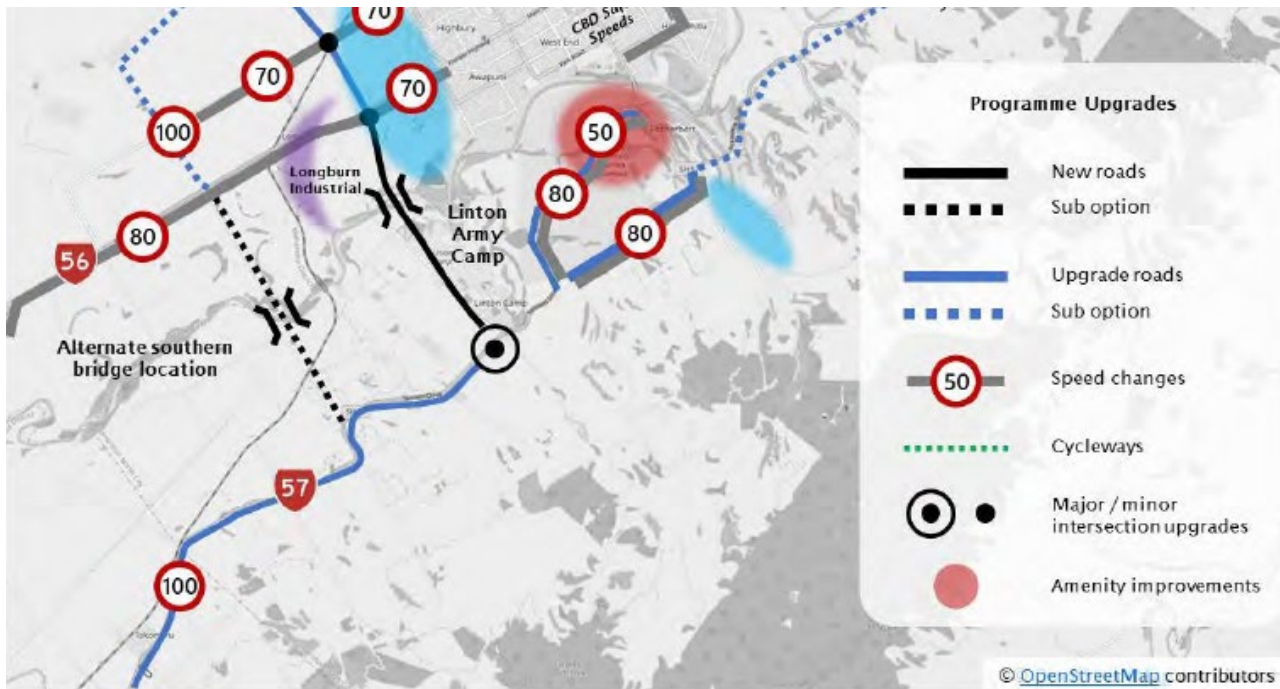 70
Highbury
CBD
Speeds
West End
Awapuni
70
70
100
50
80
80
80
56
Longburn
Industrial
Linton
Army
Camp
Linton Camp
Alternate southern
bridge location
57
100
Programme Upgrades
New roads
Sub option
Upgrade roads
Sub option
50
Speed changes
Cycleways
Major / minor
intersection upgrades
Amenity improvements
© OpenStreetMap contributors